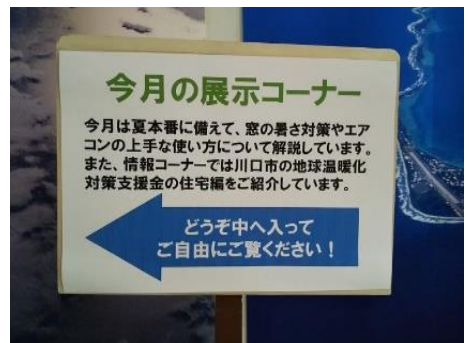 今月の展示コーナー
今月は夏本番に備えて、窓の暑さ対策やエア
コンの上手な使い方について解説しています。
また、情報コーナーでは川口市の地球温暖化
対策支援金の住宅編をご紹介しています。
どうぞ中へ入って
ご自由にご覧ください！